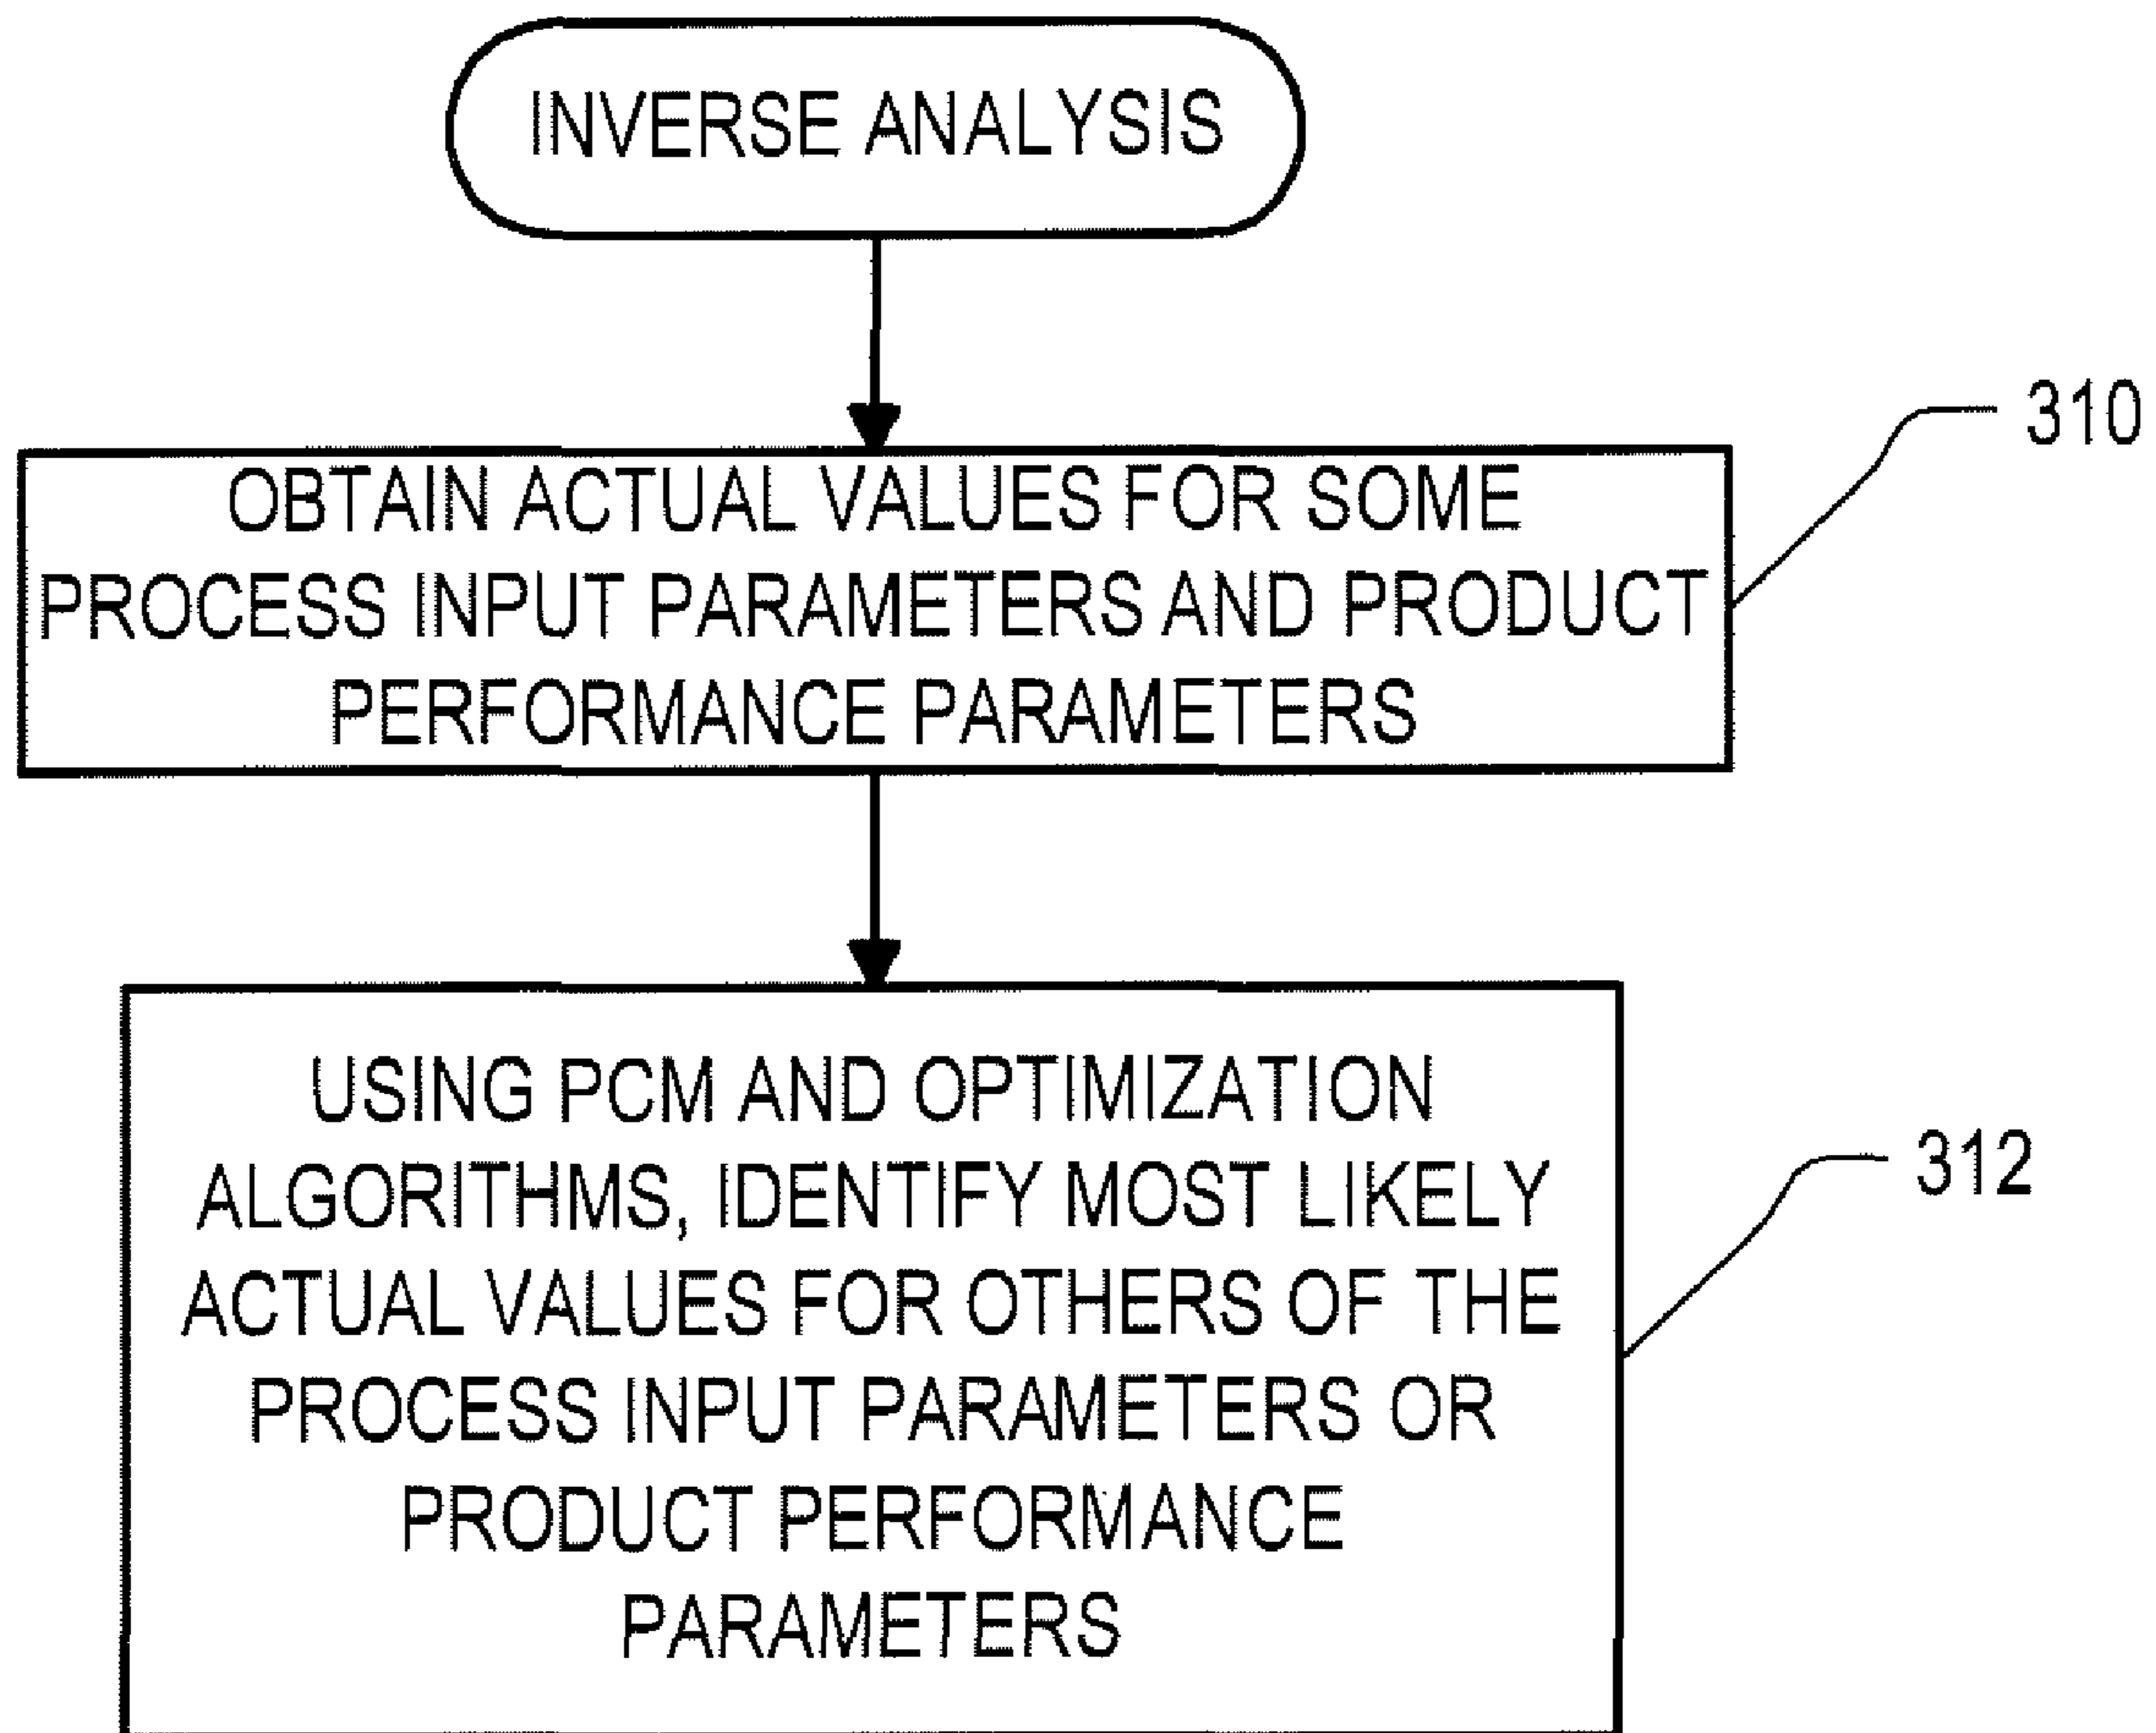 INVERSE ANALYSIS
310
OBTAIN ACTUAL VALUES FOR SOME
PROCESS INPUT PARAMETERS AND PRODUCT
PERFORMANCE PARAMETERS
USING PCM AND OPTIMIZATION
312
ALGORITHMS, IDENTIFY MOST LIKELY
ACTUAL VALUES FOR OTHERS OF THE
PROCESS INPUT PARAMETERS OR
PRODUCT PERFORMANCE
PARAMETERS